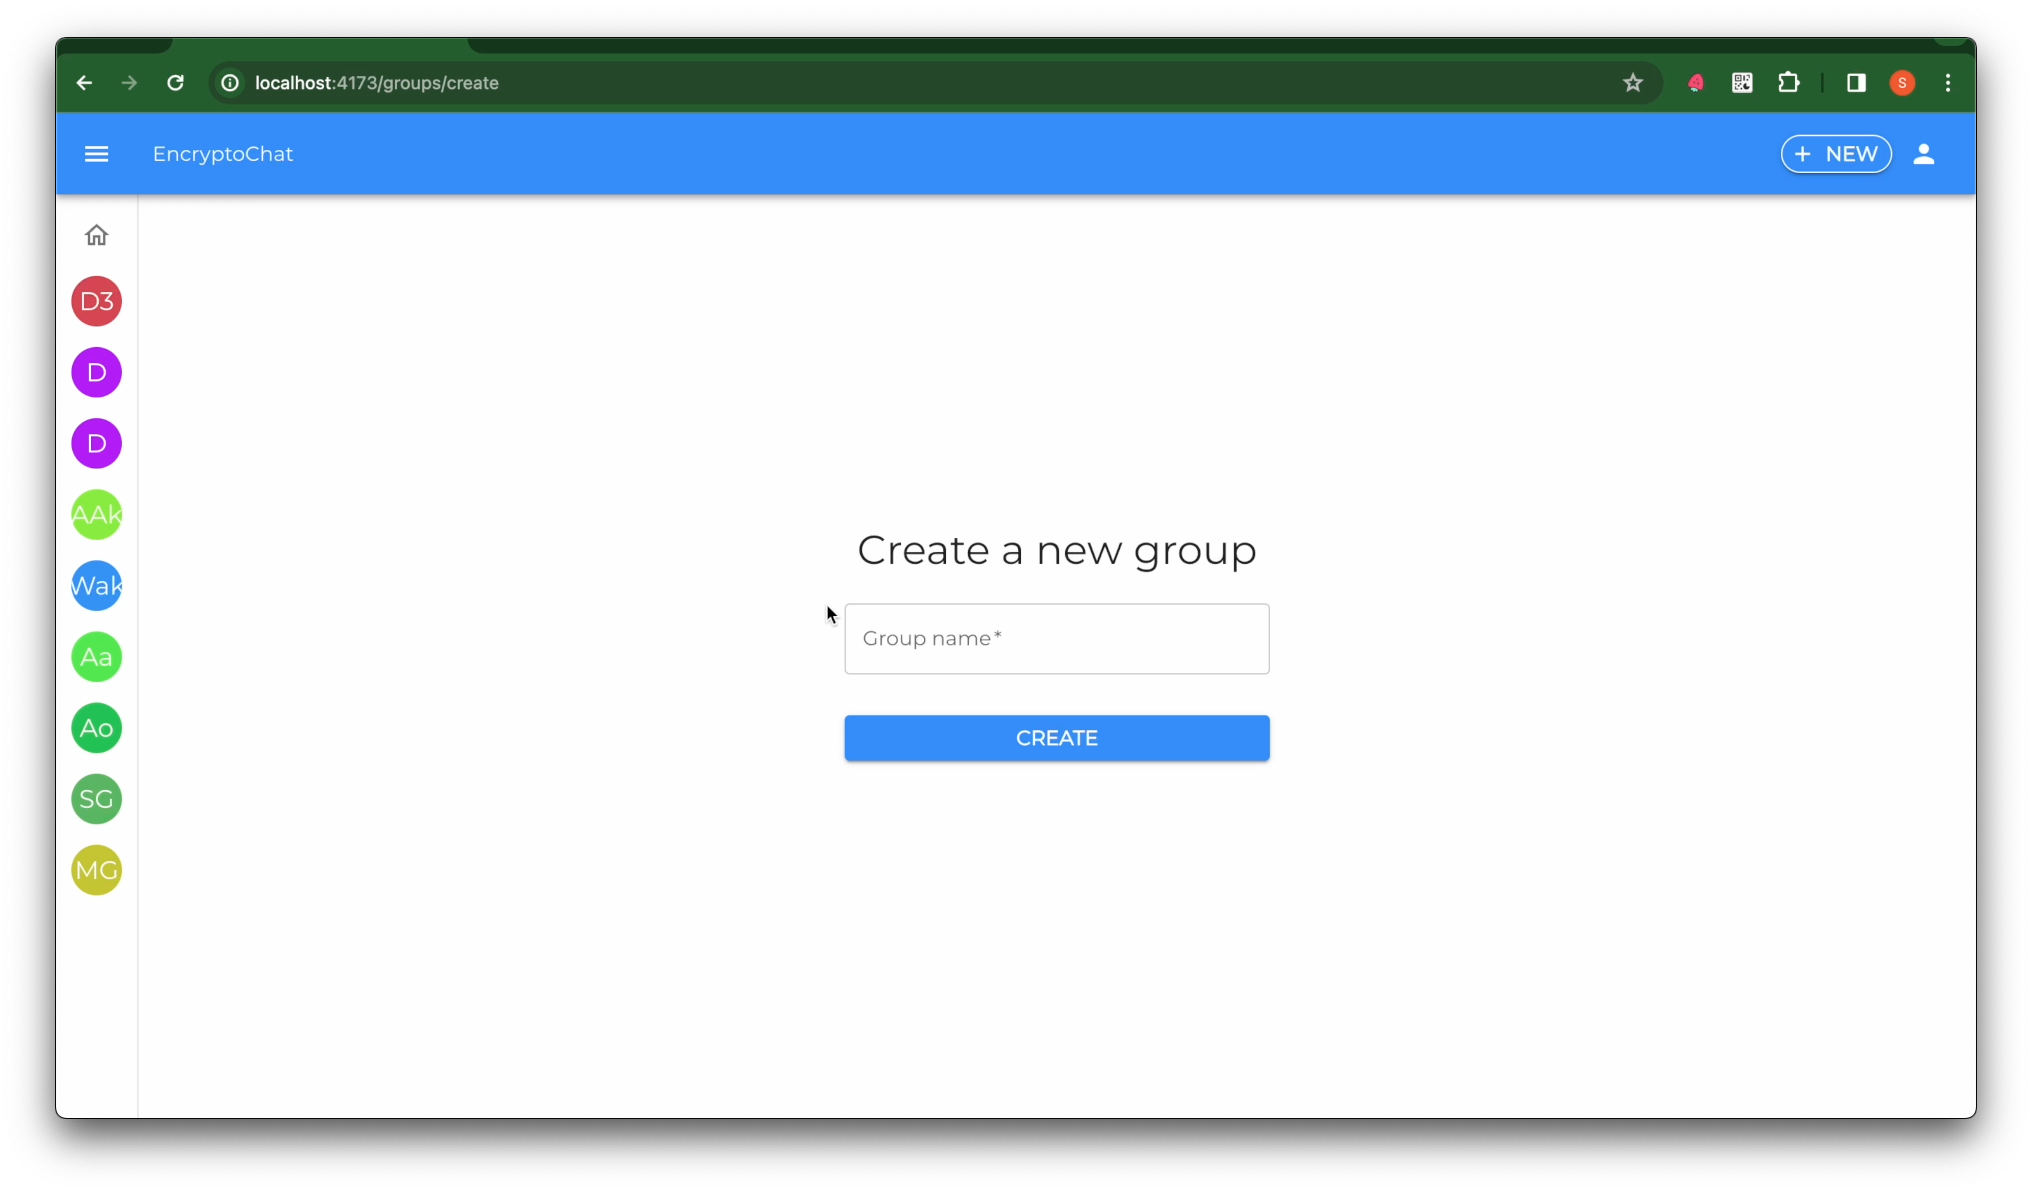 localhost:4173/groups/create
S
EncryptoChat
+ NEW
D3
D
D
AAk
Wak
Aa
Ao
SG
MG
Create a new group
Group name*
CREATE